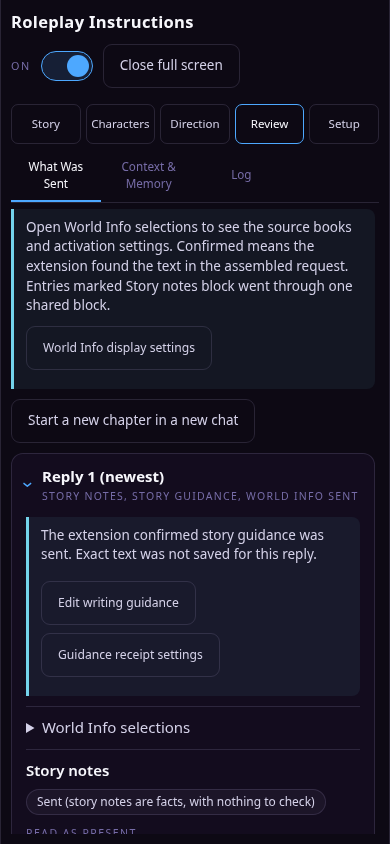 Roleplay Instructions
ON
Close full screen
Story
Characters
Direction
Review
Setup
What Was
Sent
Context &
Memory
Log
Open World Info selections to see the source books
and activation settings. Confirmed means the
extension found the text in the assembled request.
Entries marked Story notes block went through one
shared block.
World Info display settings
Start a new chapter in a new chat
Reply 1 (newest)
STORY NOTES, STORY GUIDANCE, WORLD INFO SENT
The extension confirmed story guidance was
sent. Exact text was not saved for this reply.
Edit writing guidance
Guidance receipt settings
World Info selections
Story notes
Sent (story notes are facts, with nothing to check)
READ AS PRESENT